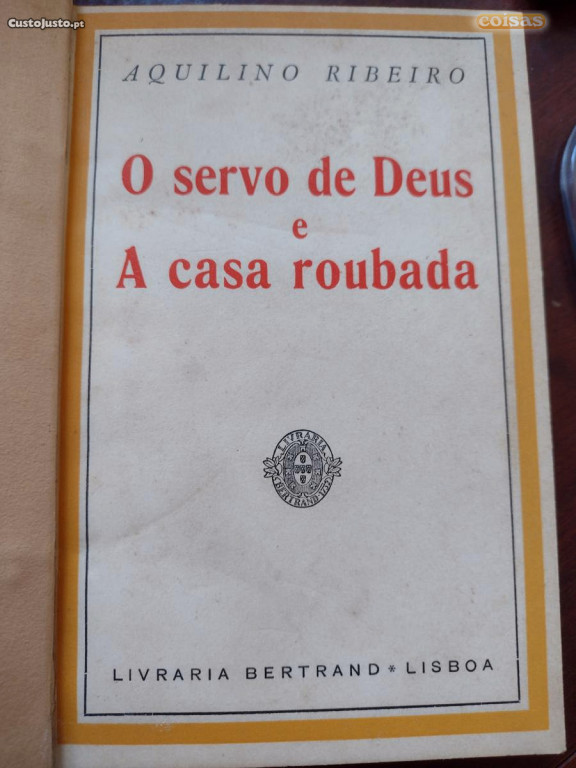 CustoJusto.pt
coisas
AQUILINO RIBEIRO
O servo de Deus
e
A casa roubada
LIVRARIA
BERTRAND
LIVRARIA BERTRAND * LISBOA